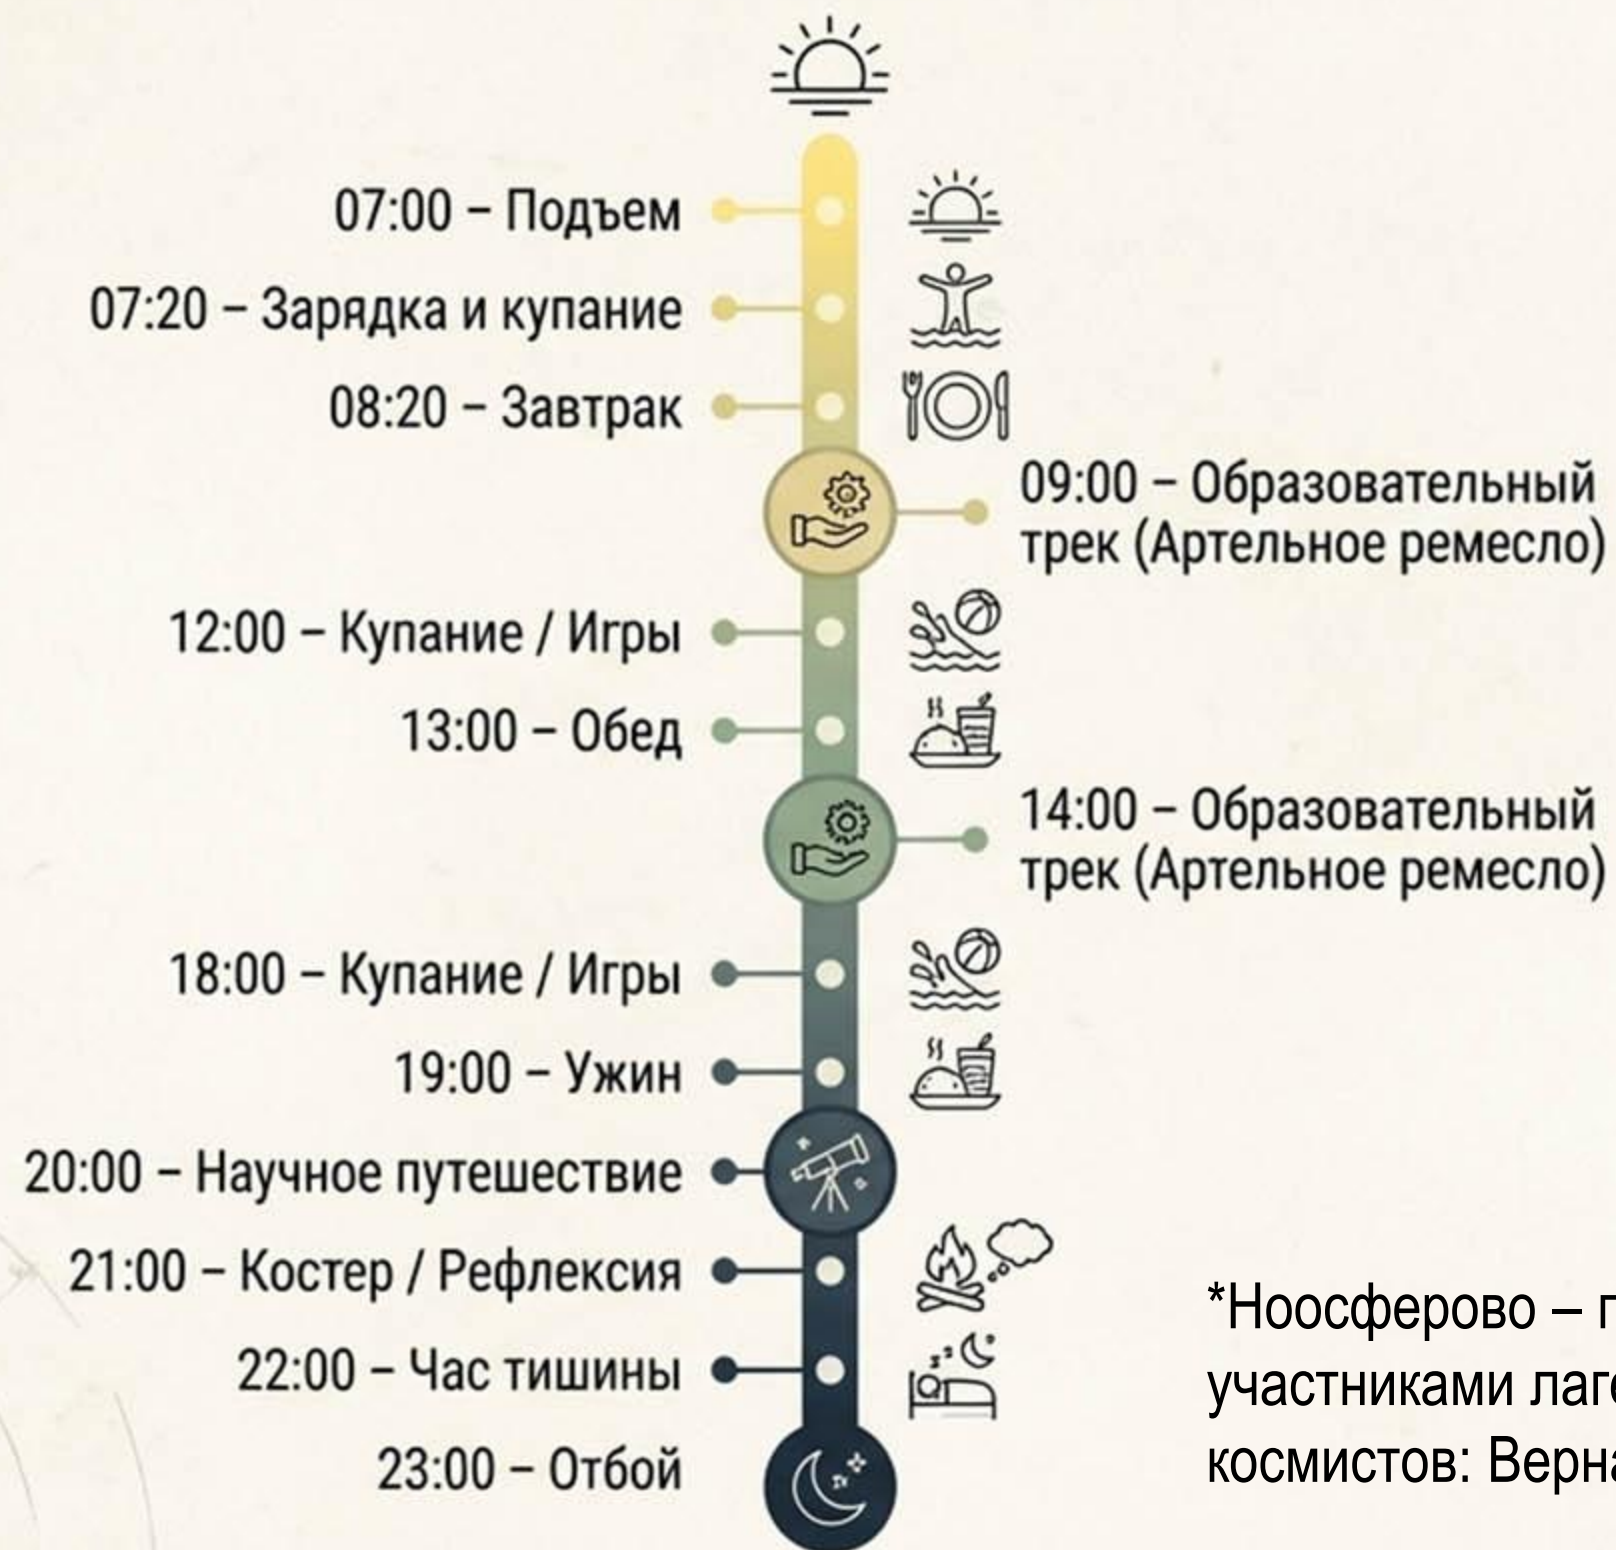 07:00 – Подъем
07:20 – Зарядка и купание
08:20 – Завтрак
09:00 – Образовательный
трек (Артельное ремесло)
12:00 – Купание / Игры
13:00 – Обед
14:00 – Образовательный
трек (Артельное ремесло)
18:00 – Купание / Игры
19:00 – Ужин
20:00 – Научное путешествие
21:00 – Костер / Рефлексия
22:00 – Час тишины
23:00 – Отбой
*Ноосферово –
участниками
космистов: